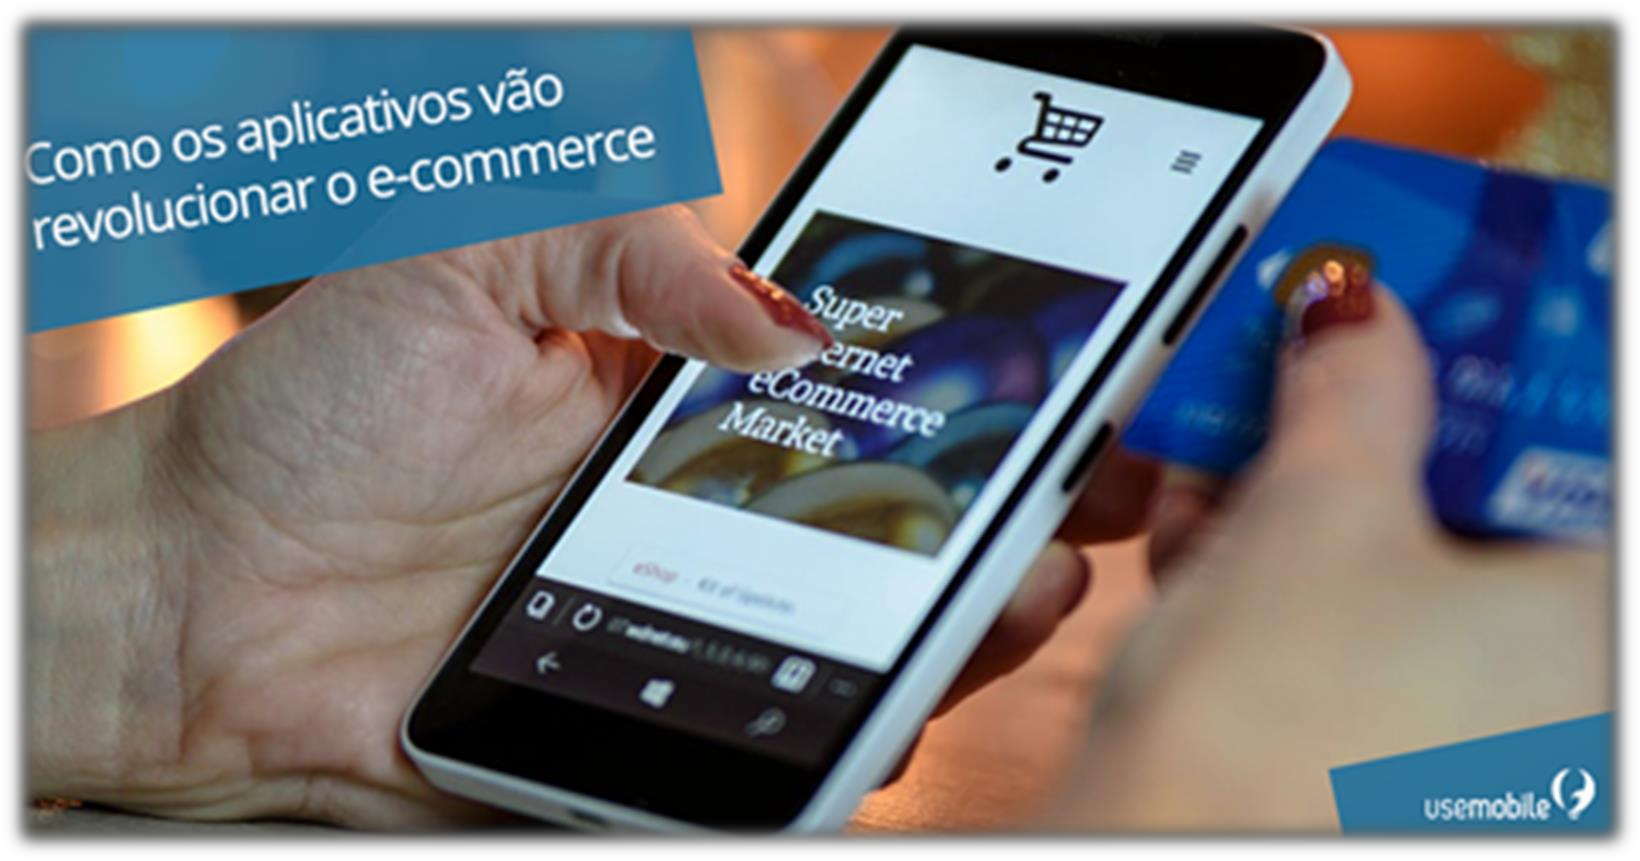 Como os aplicativos vão
revolucionar o e-commerce
Super
ernet
eCommerce
Market
eShop
usemobile